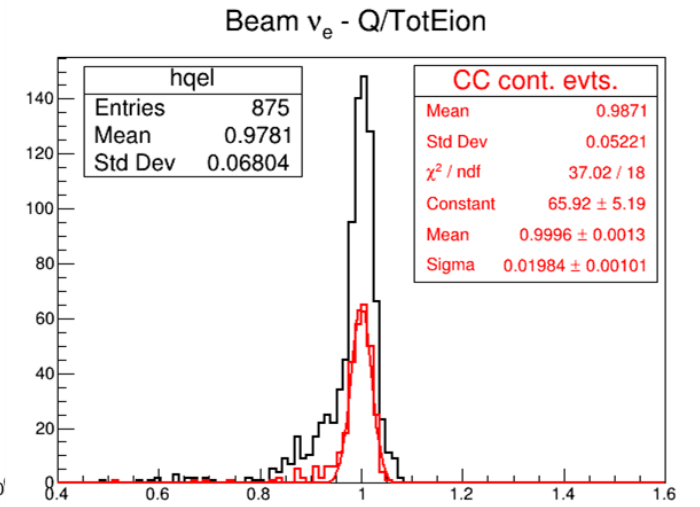 Beam νe - Q/TotEion
hqel
Entries 875
Mean 0.9781
Std Dev 0.06804
CC cont. evts.
Mean 0.9871
Std Dev 0.05221
χ2 / ndf 37.02 / 18
Constant 65.92 ± 5.19
Mean 0.9996 ± 0.0013
Sigma 0.01984 ± 0.00101
140
120
100
80
60
40
20
0
0.4 0.6 0.8 1 1.2 1.4 1.6